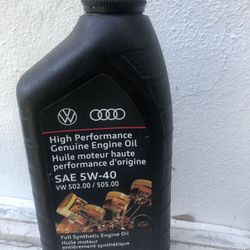 High Performance
Genuine Engine Oil
Huile moteur haute
performance d'origine
SAE 5W-40
VW 502.00 / 505.00
Full Synthetic Engine Oil
Huile moteur
entièrement synthétique